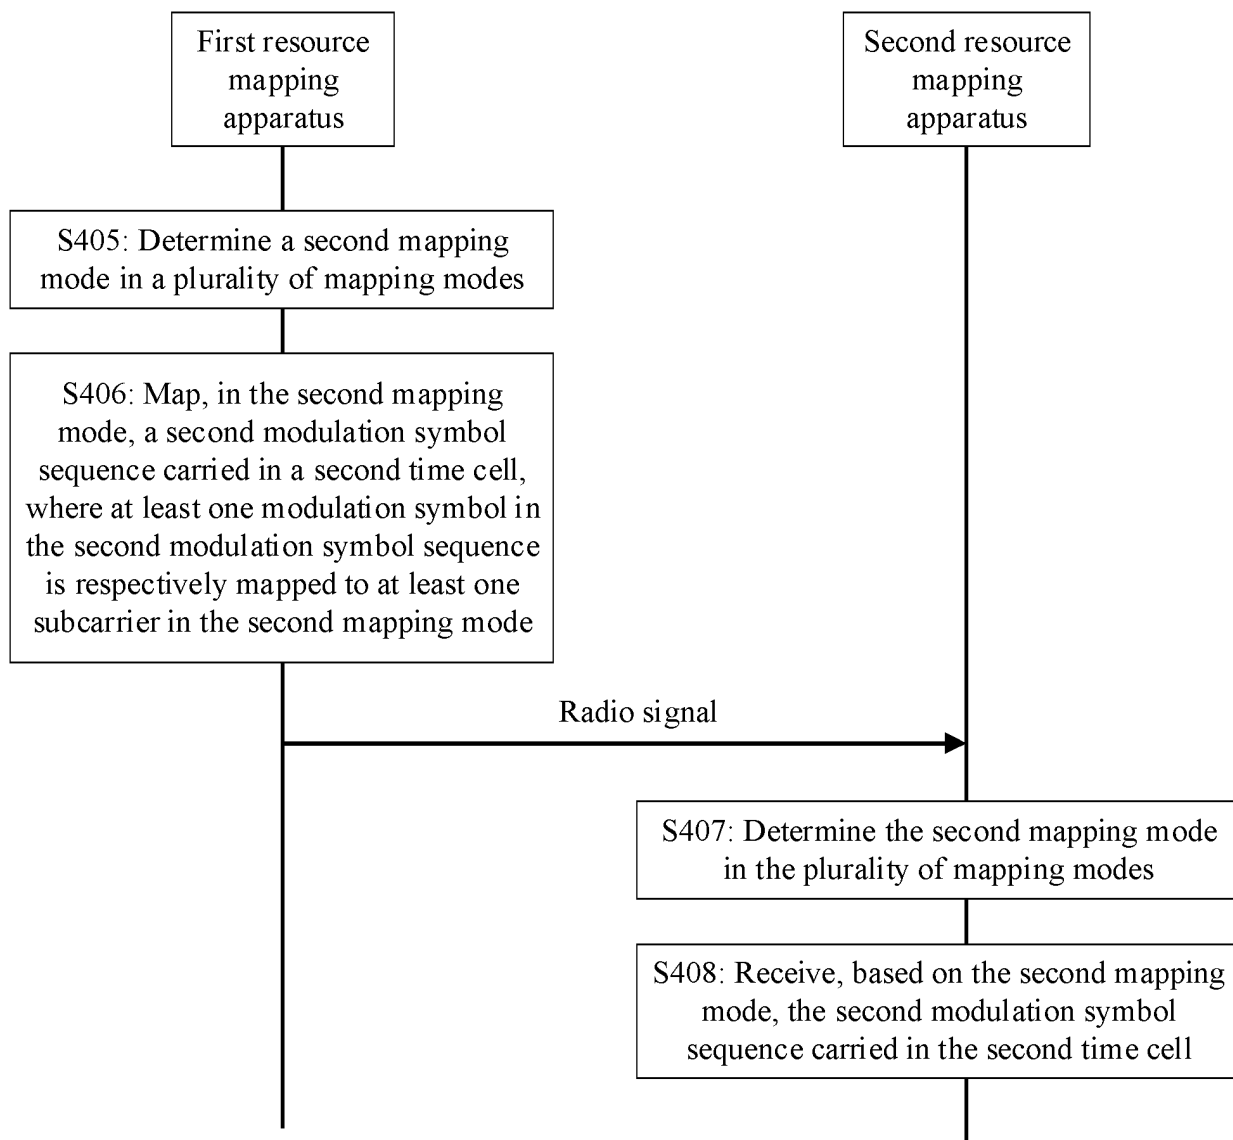 First resource
mapping
apparatus
Second resource
mapping
apparatus
S405: Determine a second mapping
mode in a plurality of mapping modes
S406: Map, in the second mapping
mode, a second modulation symbol
sequence carried in a second time cell,
where at least one modulation symbol in
the second modulation symbol sequence
is respectively mapped to at least one
subcarrier in the second mapping mode
Radio signal
S407: Determine the second mapping mode
in the plurality of mapping modes
S408: Receive, based on the second mapping
mode, the second modulation symbol
sequence carried in the second time cell